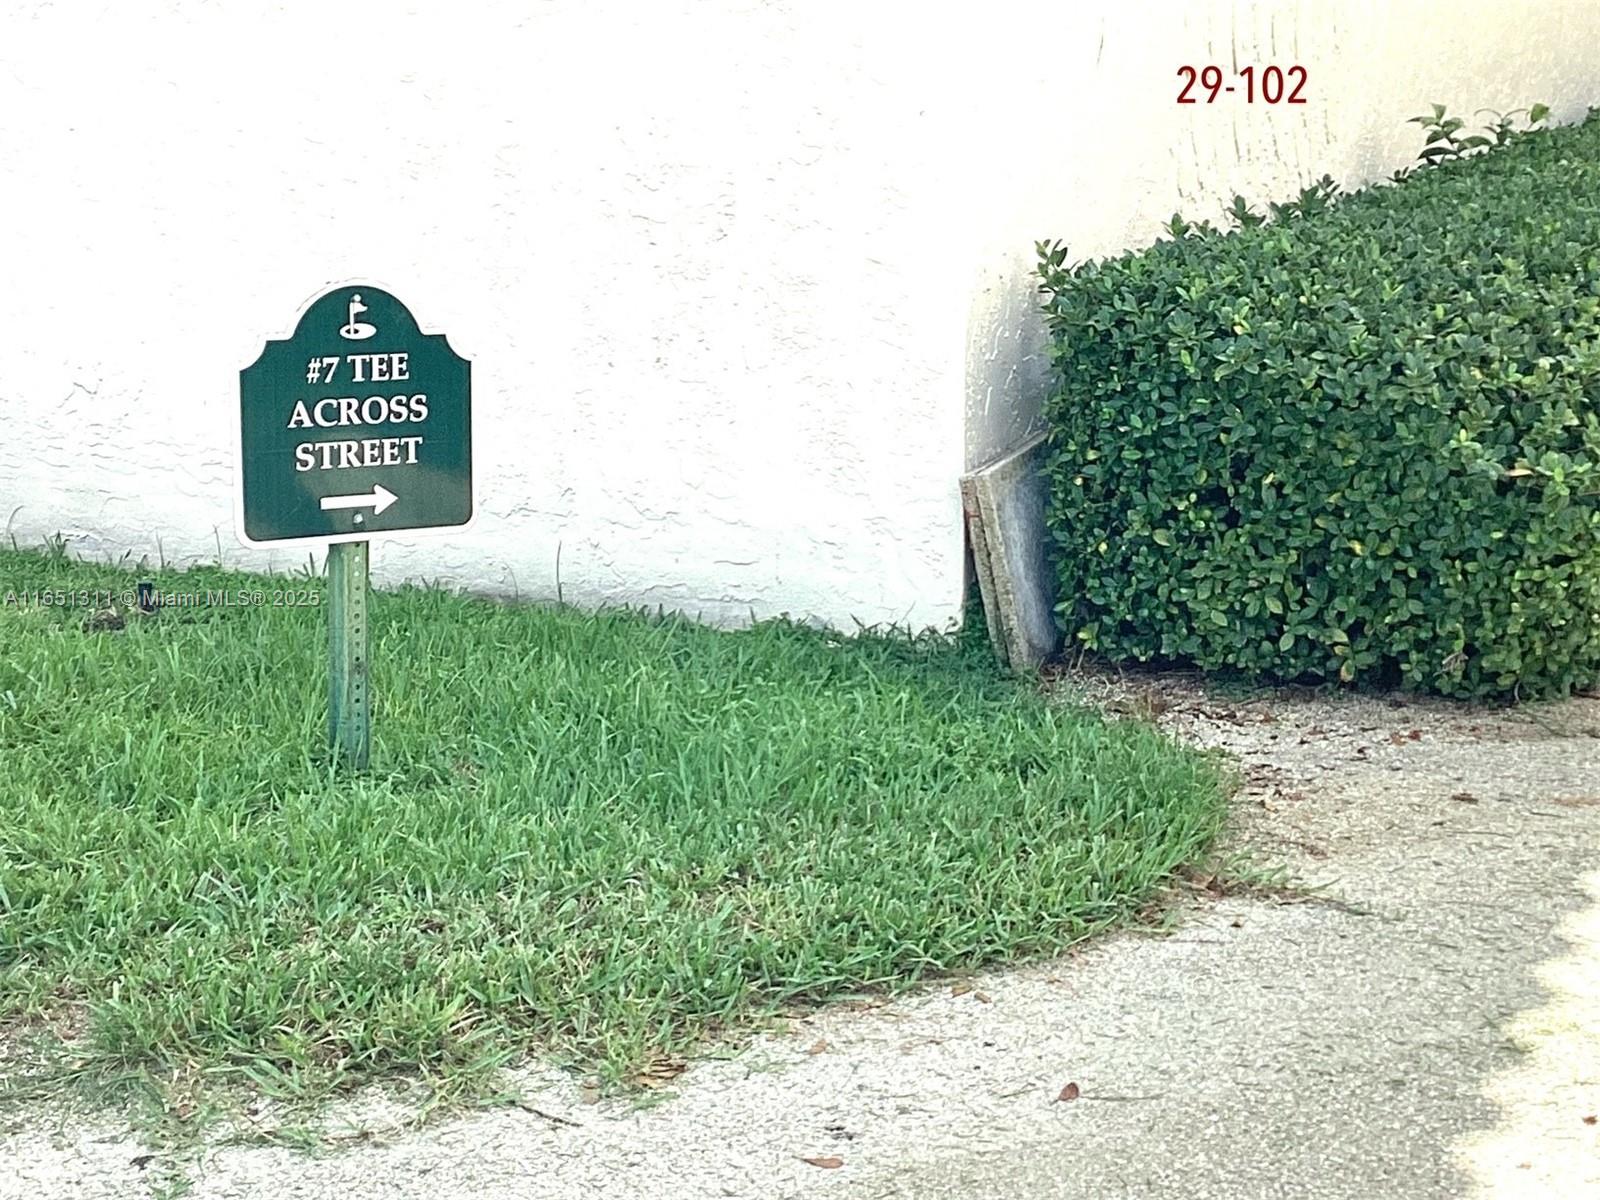 29-102
#7 TEE
ACROSS
STREET
A11651311 © Miami MLS® 2025